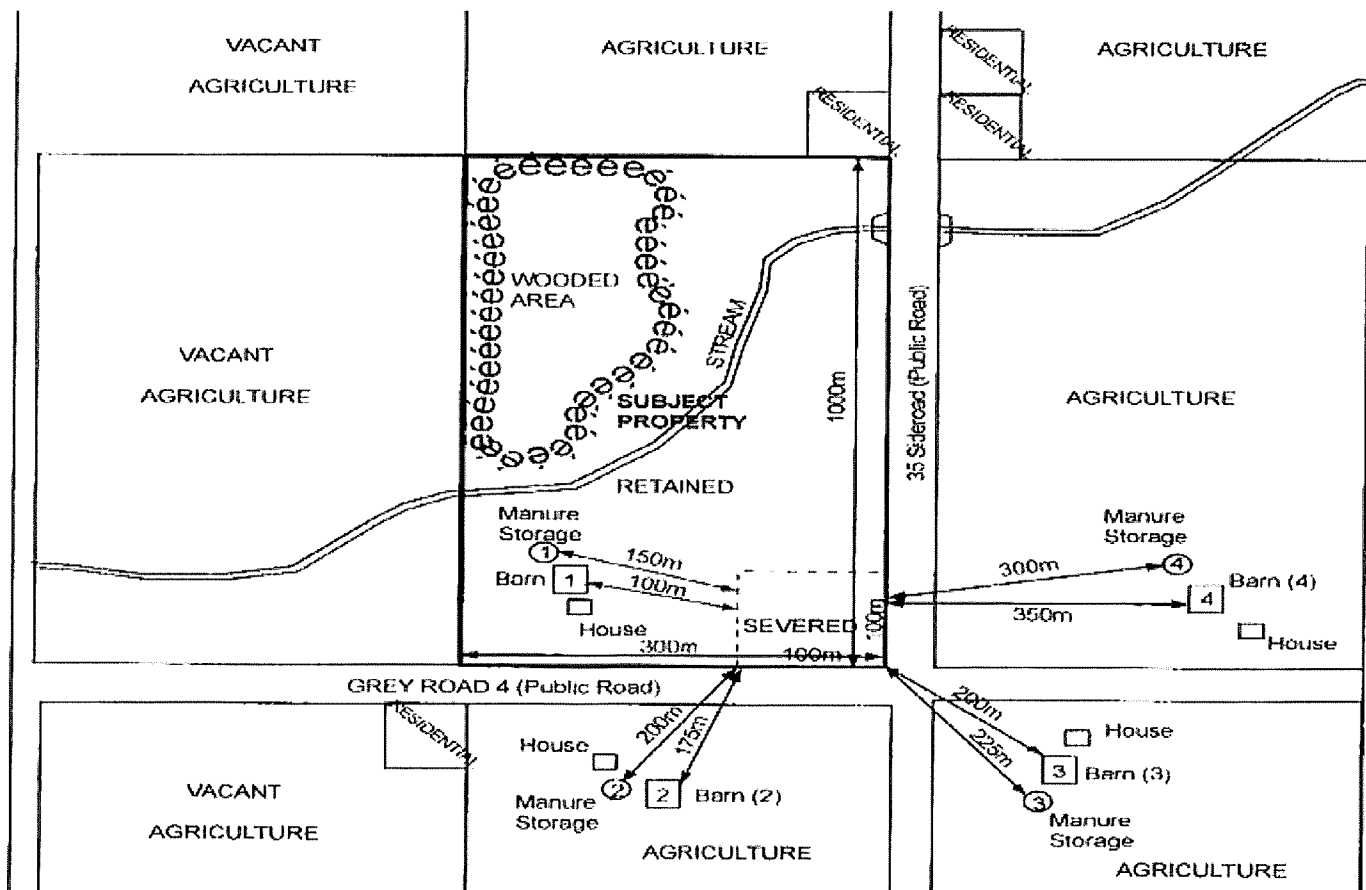 VACANT
AGRICULTURE
AGRICULTURE
RESIDENTIAL
RESIDENTIAL
RESIDENTIAL
AGRICULTURE
WOODED
AREA
STREAM
1000m
35 Sideroad (Public Road)
VACANT
AGRICULTURE
SUBJECT
PROPERTY
AGRICULTURE
RETAINED
Manure
Storage
1
150m
Barn
1
100m
House
SEVERED
100m
300m
100m
Manure
Storage
4
300m
Barn (4)
4
350m
House
GREY ROAD 4 (Public Road)
RESIDENTIAL
200m
175m
House
2
2
Barn (2)
Manure
Storage
VACANT
AGRICULTURE
AGRICULTURE
200m
225m
House
3
Barn (3)
3
Manure
Storage
AGRICULTURE